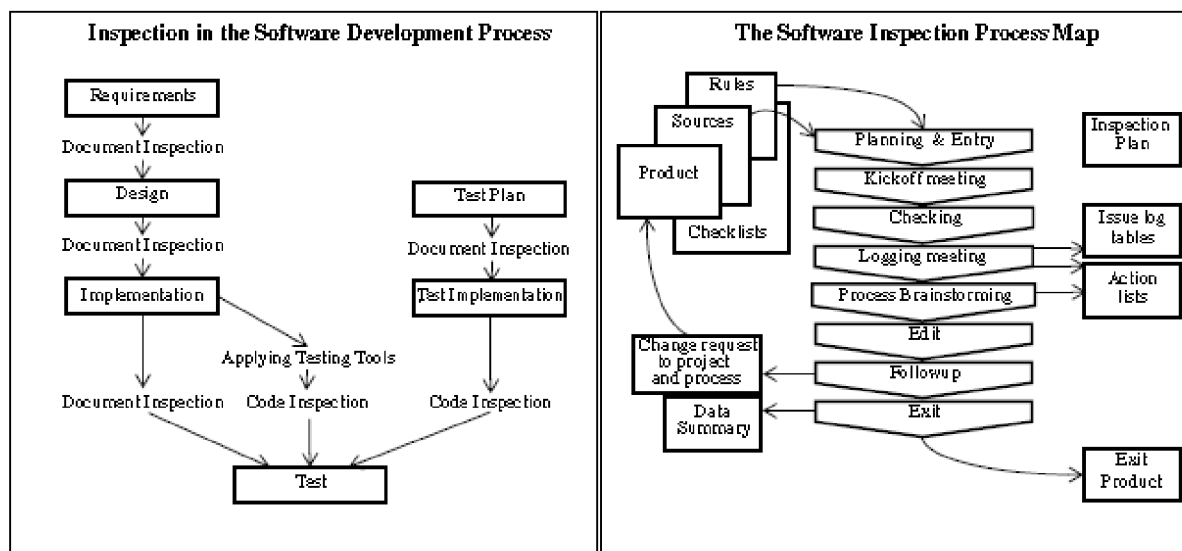 Inspection in the Software Development Process
Requirements
Document Inspection
Design
Test Plan
Document Inspection
Document Inspection
Implementation
Test Implementation
Applying Testing Tools
Document Inspection
Code Inspection
Code Inspection
Test
The Software Inspection Process Map
Rules
Sources
Product
Checklists
Planning & Entry
Inspection
Plan
Kickoff meeting
Checking
Issue log
tables
Logging meeting
Action
lists
Process Brainstorming
Edit
Change request
to project
and process
Followup
Data
Summary
Exit
Exit
Product